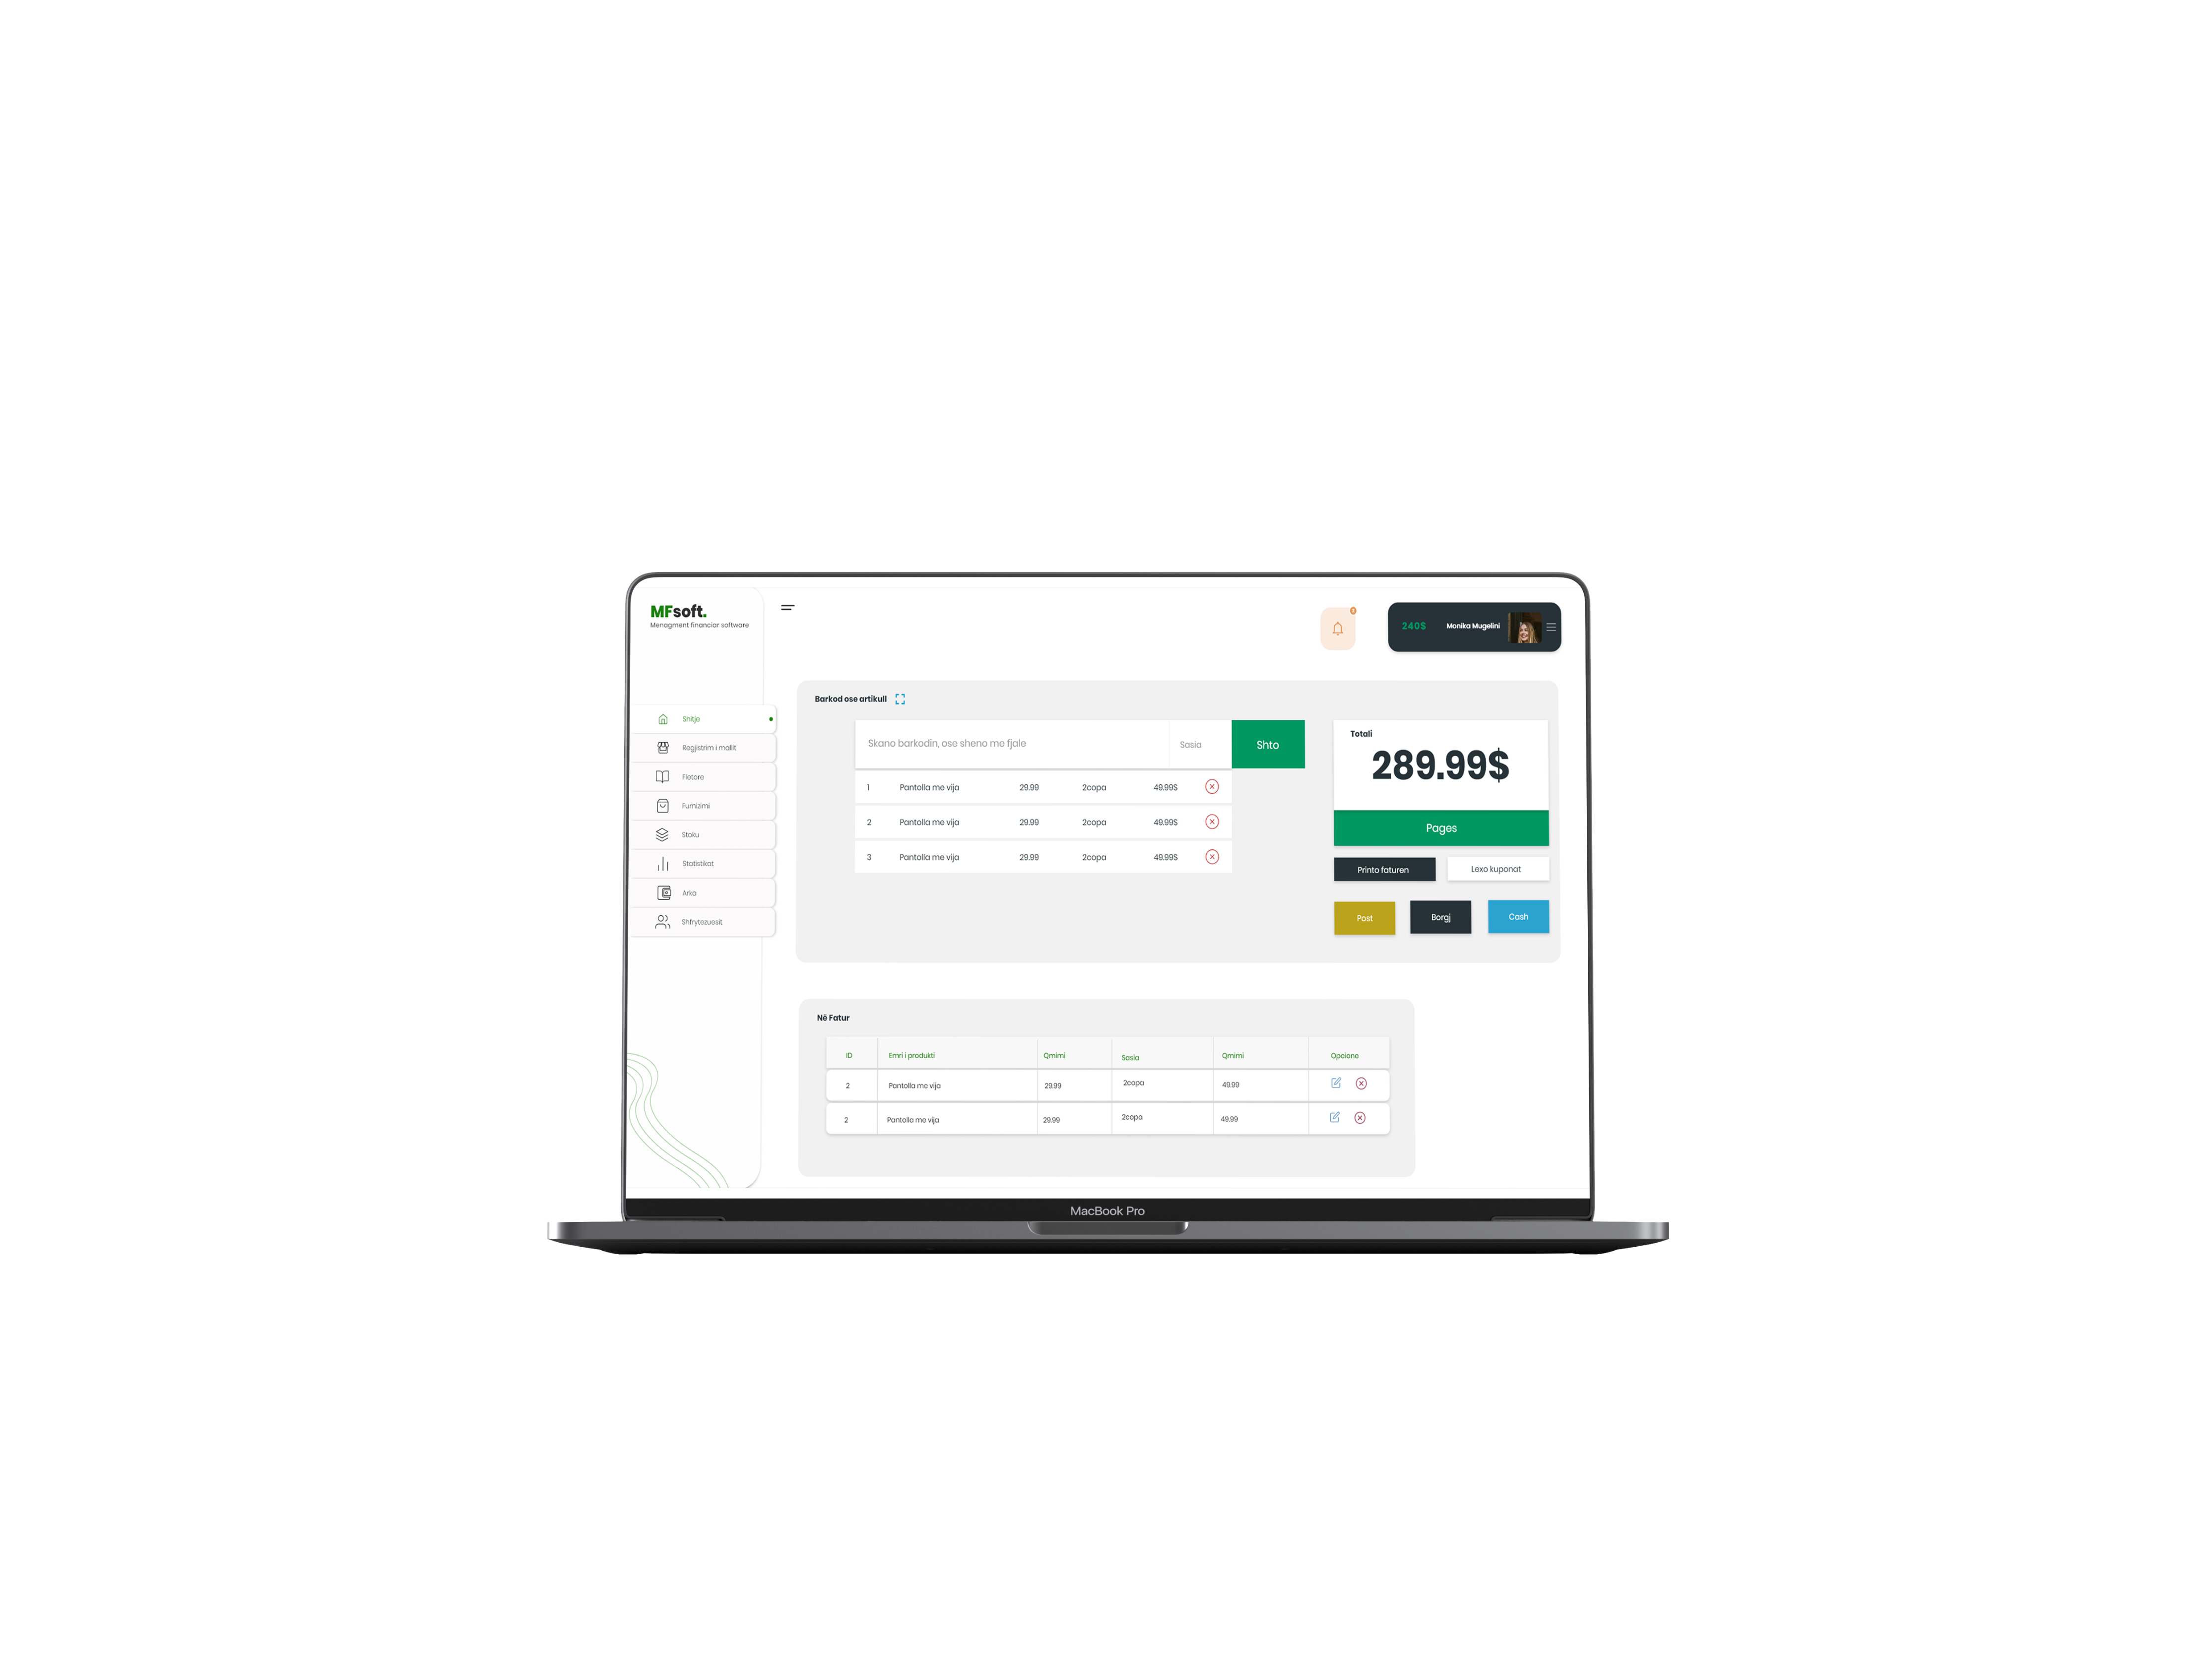 MFsoft.
Menagment financiar software
240$
Monika Mugelini
Shitje
Regjistrim i mallit
Fletore
Furnizimi
Stoku
Statistikat
Arka
Shfrytezuesit
Barkod ose artikull
Skano barkodin, ose sheno me fjale
Sasia
Shto
1 Pantolla me vija 29.99 2copa 49.99$
2 Pantolla me vija 29.99 2copa 49.99$
3 Pantolla me vija 29.99 2copa 49.99$
Totali
289.99$
Pages
Printo faturen
Lexo kuponat
Post
Borgj
Cash
Në Fatur
ID Emri i produkti Qmimi Sasia Qmimi Opcione
2 Pantolla me vija 29.99 2copa 49.99
2 Pantolla me vija 29.99 2copa 49.99
MacBook Pro